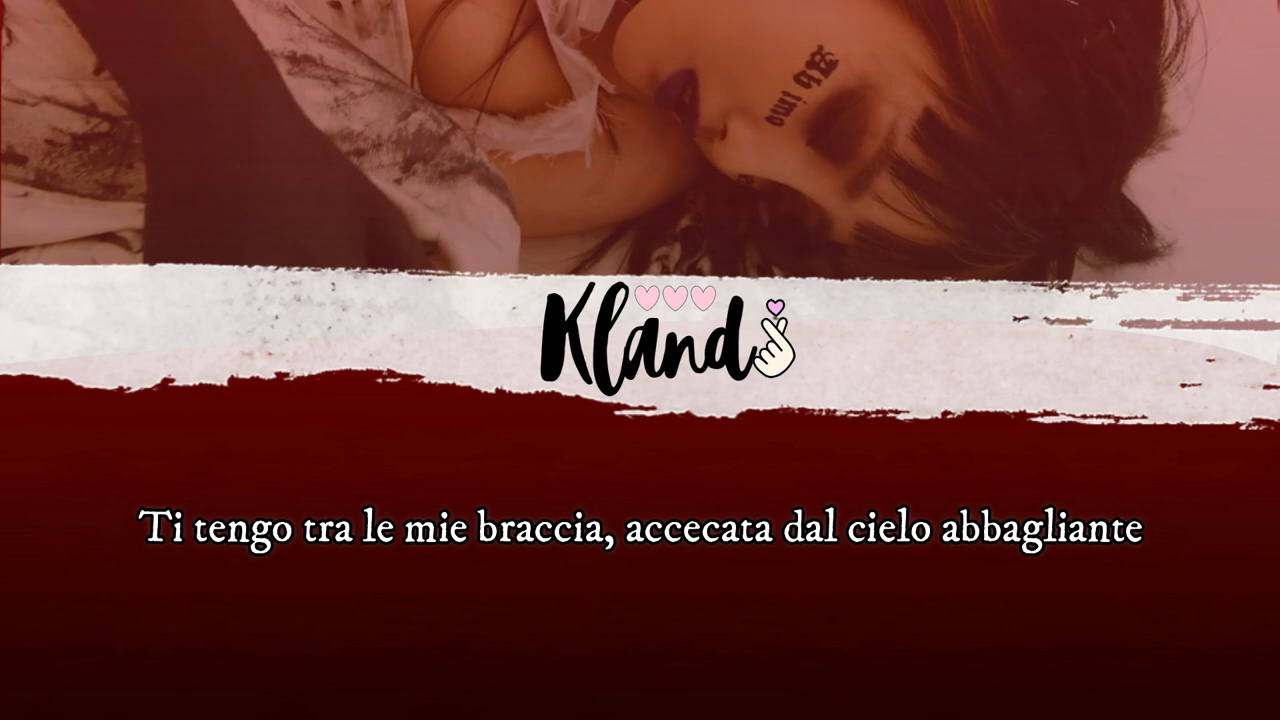 Kland
Ti tengo tra le mie braccia, accecata dal cielo abbagliante